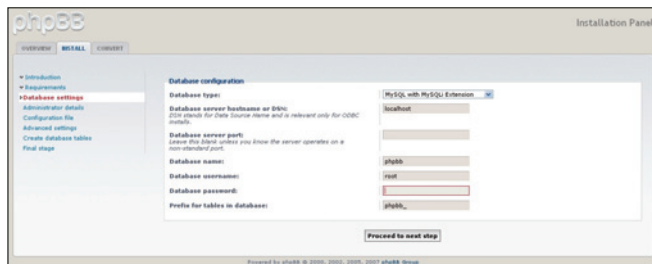 phpBB
Installation Panel
OVERVIEW INSTALL CONVERT
Introduction
Requirements
Database settings
Administrator details
Configuration file
Advanced settings
Create database tables
Final stage
Database configuration
Database type:
MySQL with MySQLi Extension
Database server hostname or DSN:
DSN stands for Data Source Name and is relevant only for ODBC
installs.
localhost
Database server port:
Leave this blank unless you know the server operates on a
non-standard port.
Database name:
phpbb
Database username:
root
Database password:
Prefix for tables in database:
phpbb_
Proceed to next step
Powered by phpBB © 2000, 2002, 2005, 2007 phpBB Group